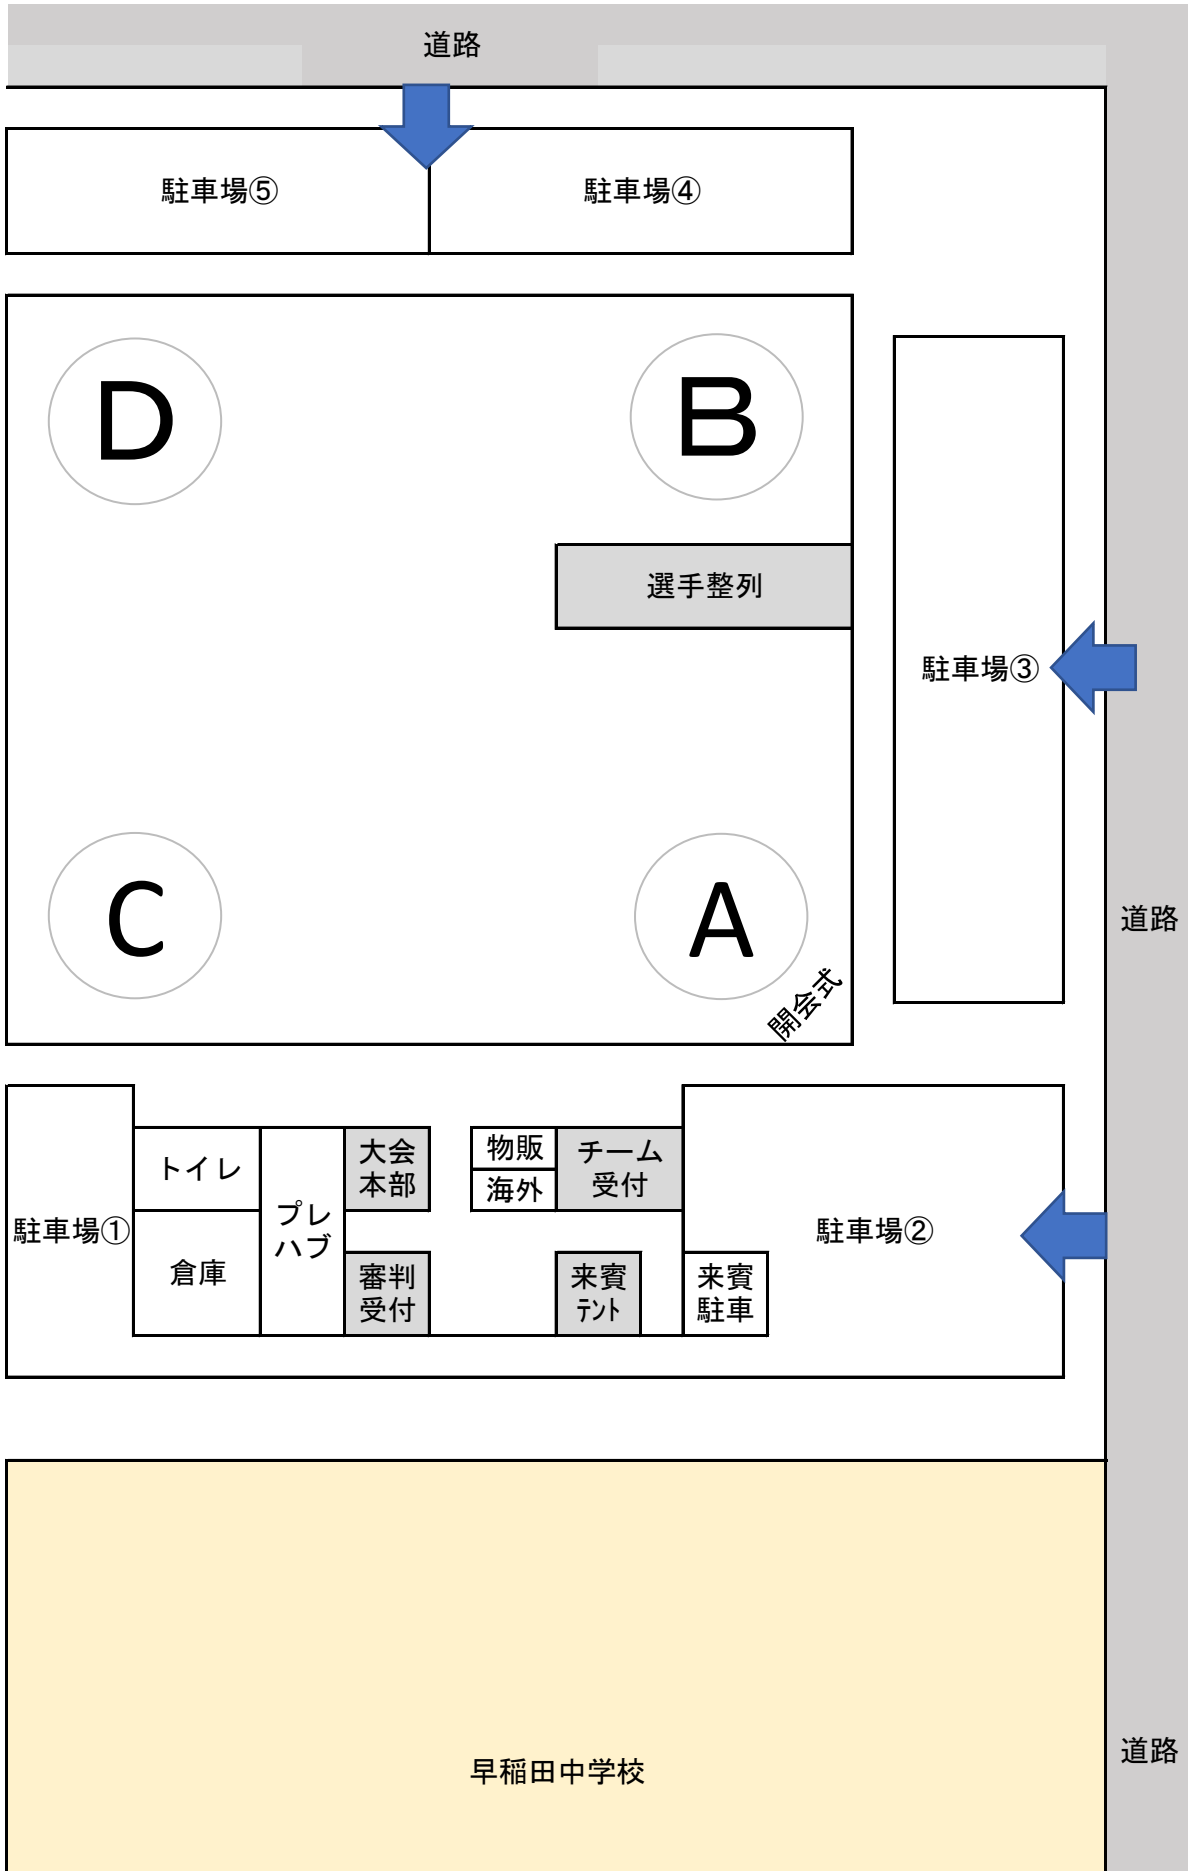 道路
駐車場⑤
駐車場④
D
B
選手整列
駐車場③
C
A
道路
開会式
トイレ
プレ
ハブ
大会
本部
物販
海外
チーム
受付
駐車場①
倉庫
審判
受付
来賓
ﾃﾝﾄ
来賓
駐車
駐車場②
早稲田中学校
道路